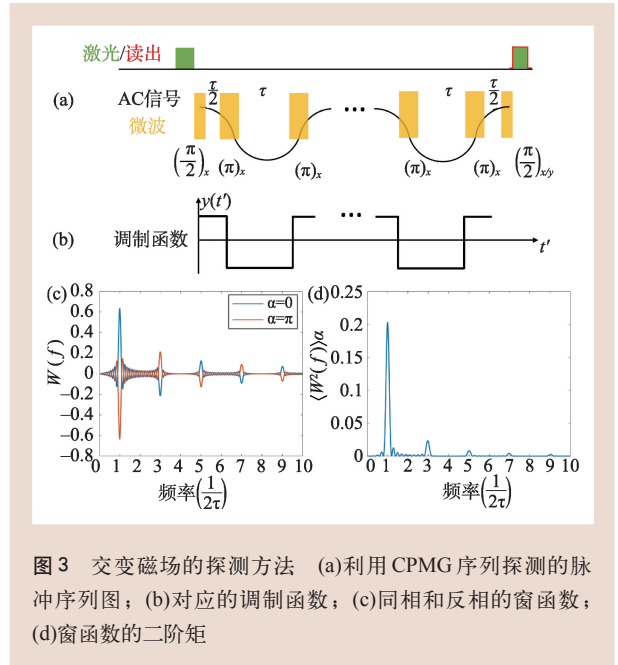 激光/读出
(a)
AC信号
微波
τ/2 τ ··· τ τ/2
(π/2)x (π)x (π)x (π)x (π)x (π/2)x/y
y(t′)
(b) 调制函数 ··· t′
(c)
W(f)
0.8
0.6
0.4
0.2
0
−0.2
−0.4
−0.6
−0.8
α=0
α=π
0 1 2 3 4 5 6 7 8 9 10
频率(1/2τ)
(d)
⟨W²(f)⟩α
0.25
0.2
0.15
0.1
0.05
0
0 1 2 3 4 5 6 7 8 9 10
频率(1/2τ)
图3 交变磁场的探测方法 (a)利用CPMG序列探测的脉
冲序列图；(b)对应的调制函数；(c)同相和反相的窗函数；
(d)窗函数的二阶矩